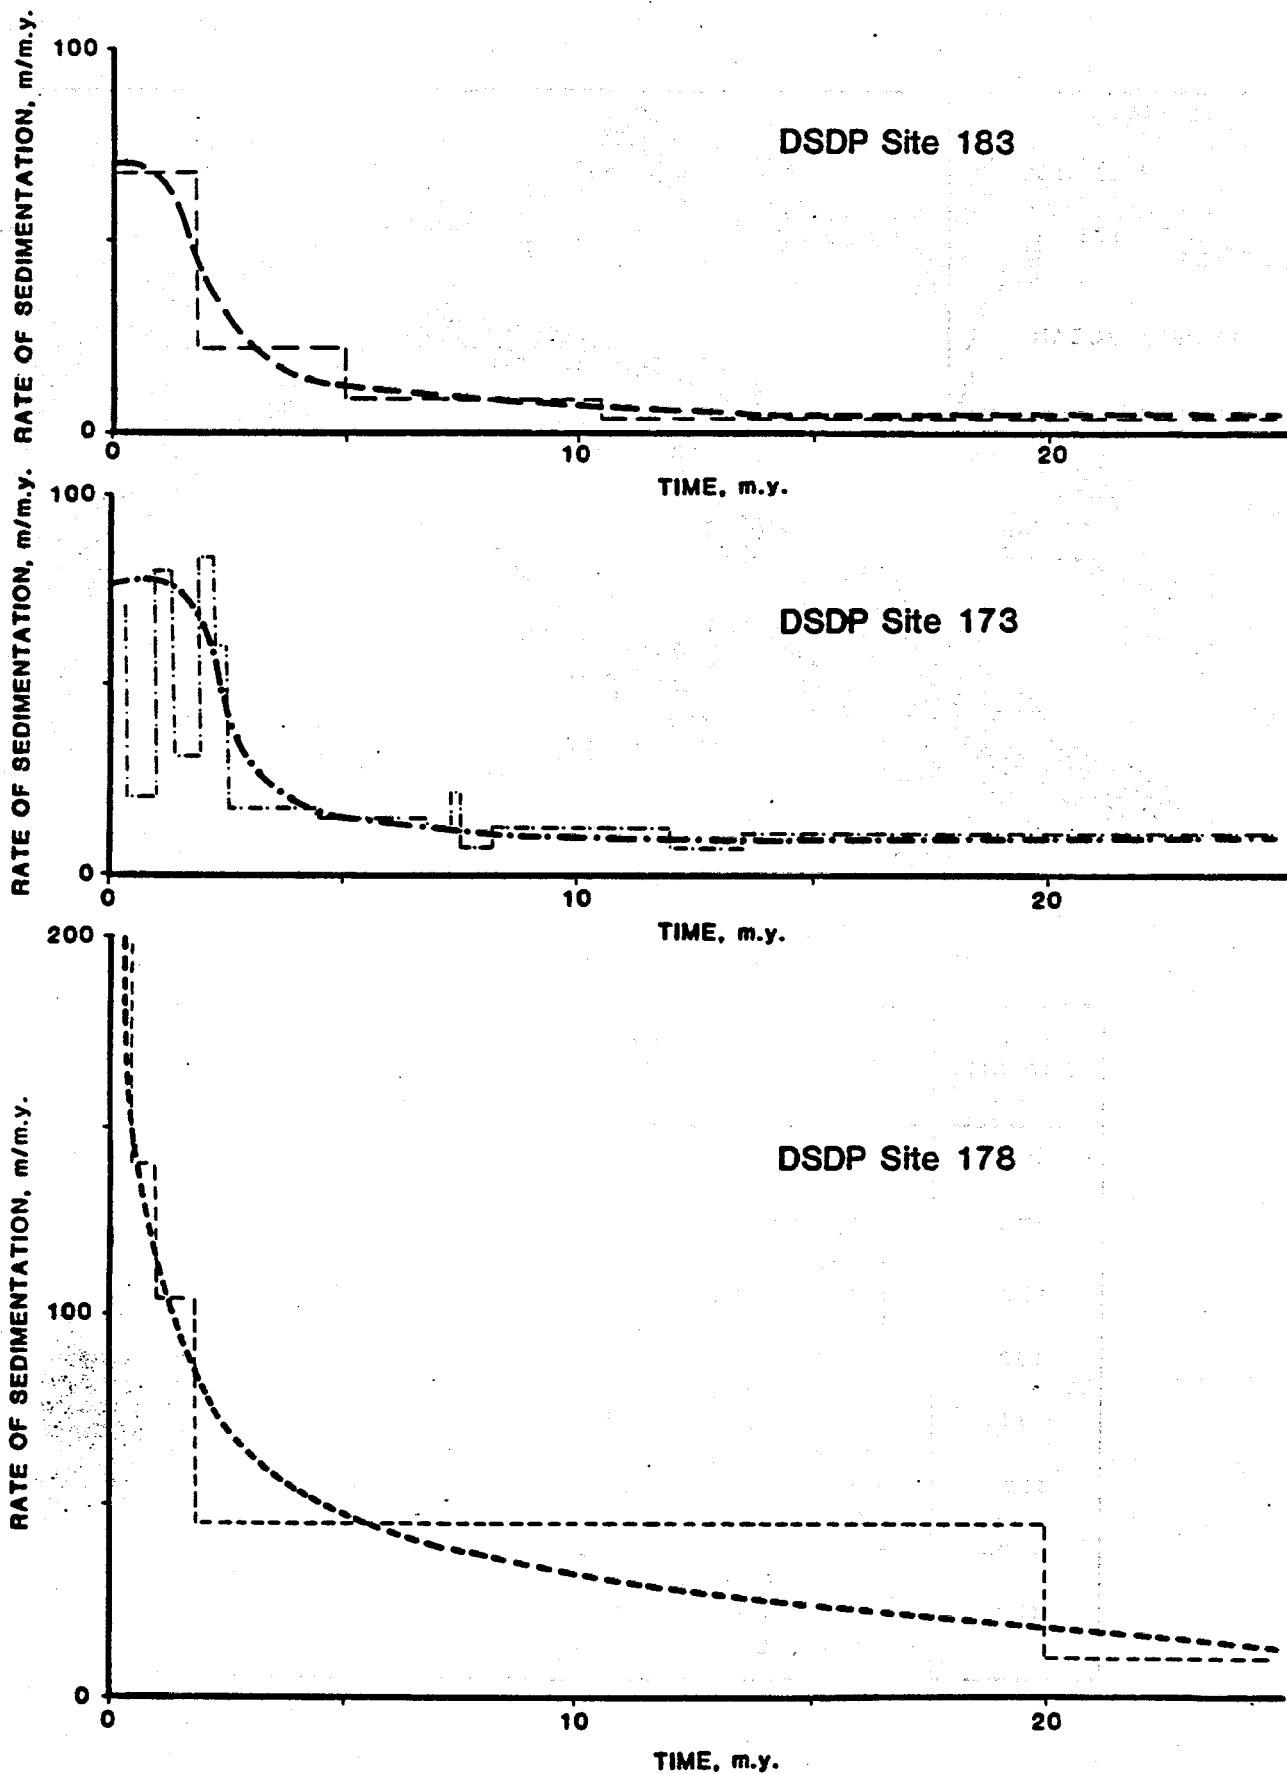 RATE OF SEDIMENTATION, m/m.y.
100
DSDP Site 183
0
0
10
20
TIME, m.y.
RATE OF SEDIMENTATION, m/m.y.
100
DSDP Site 173
0
0
10
20
TIME, m.y.
RATE OF SEDIMENTATION, m/m.y.
200
DSDP Site 178
100
0
0
10
20
TIME, m.y.